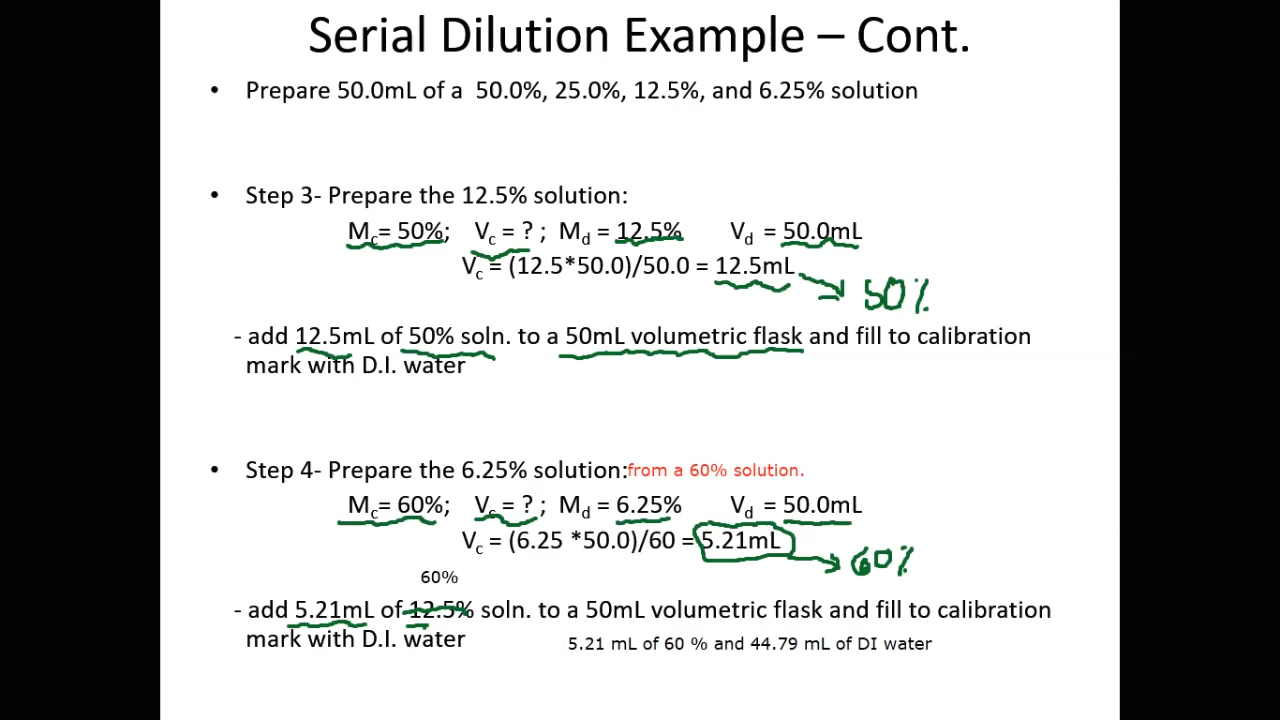 Serial Dilution Example – Cont.
• Prepare 50.0mL of a 50.0%, 25.0%, 12.5%, and 6.25% solution
• Step 3- Prepare the 12.5% solution:
Mc= 50%; Vc = ? ; Md = 12.5% Vd = 50.0mL
Vc = (12.5*50.0)/50.0 = 12.5mL
50%
- add 12.5mL of 50% soln. to a 50mL volumetric flask and fill to calibration
mark with D.I. water
• Step 4- Prepare the 6.25% solution:from a 60% solution.
Mc= 60%; Vc = ? ; Md = 6.25% Vd = 50.0mL
Vc = (6.25 *50.0)/60 = 5.21mL
60%
60%
- add 5.21mL of 12.5% soln. to a 50mL volumetric flask and fill to calibration
mark with D.I. water
5.21 mL of 60 % and 44.79 mL of DI water